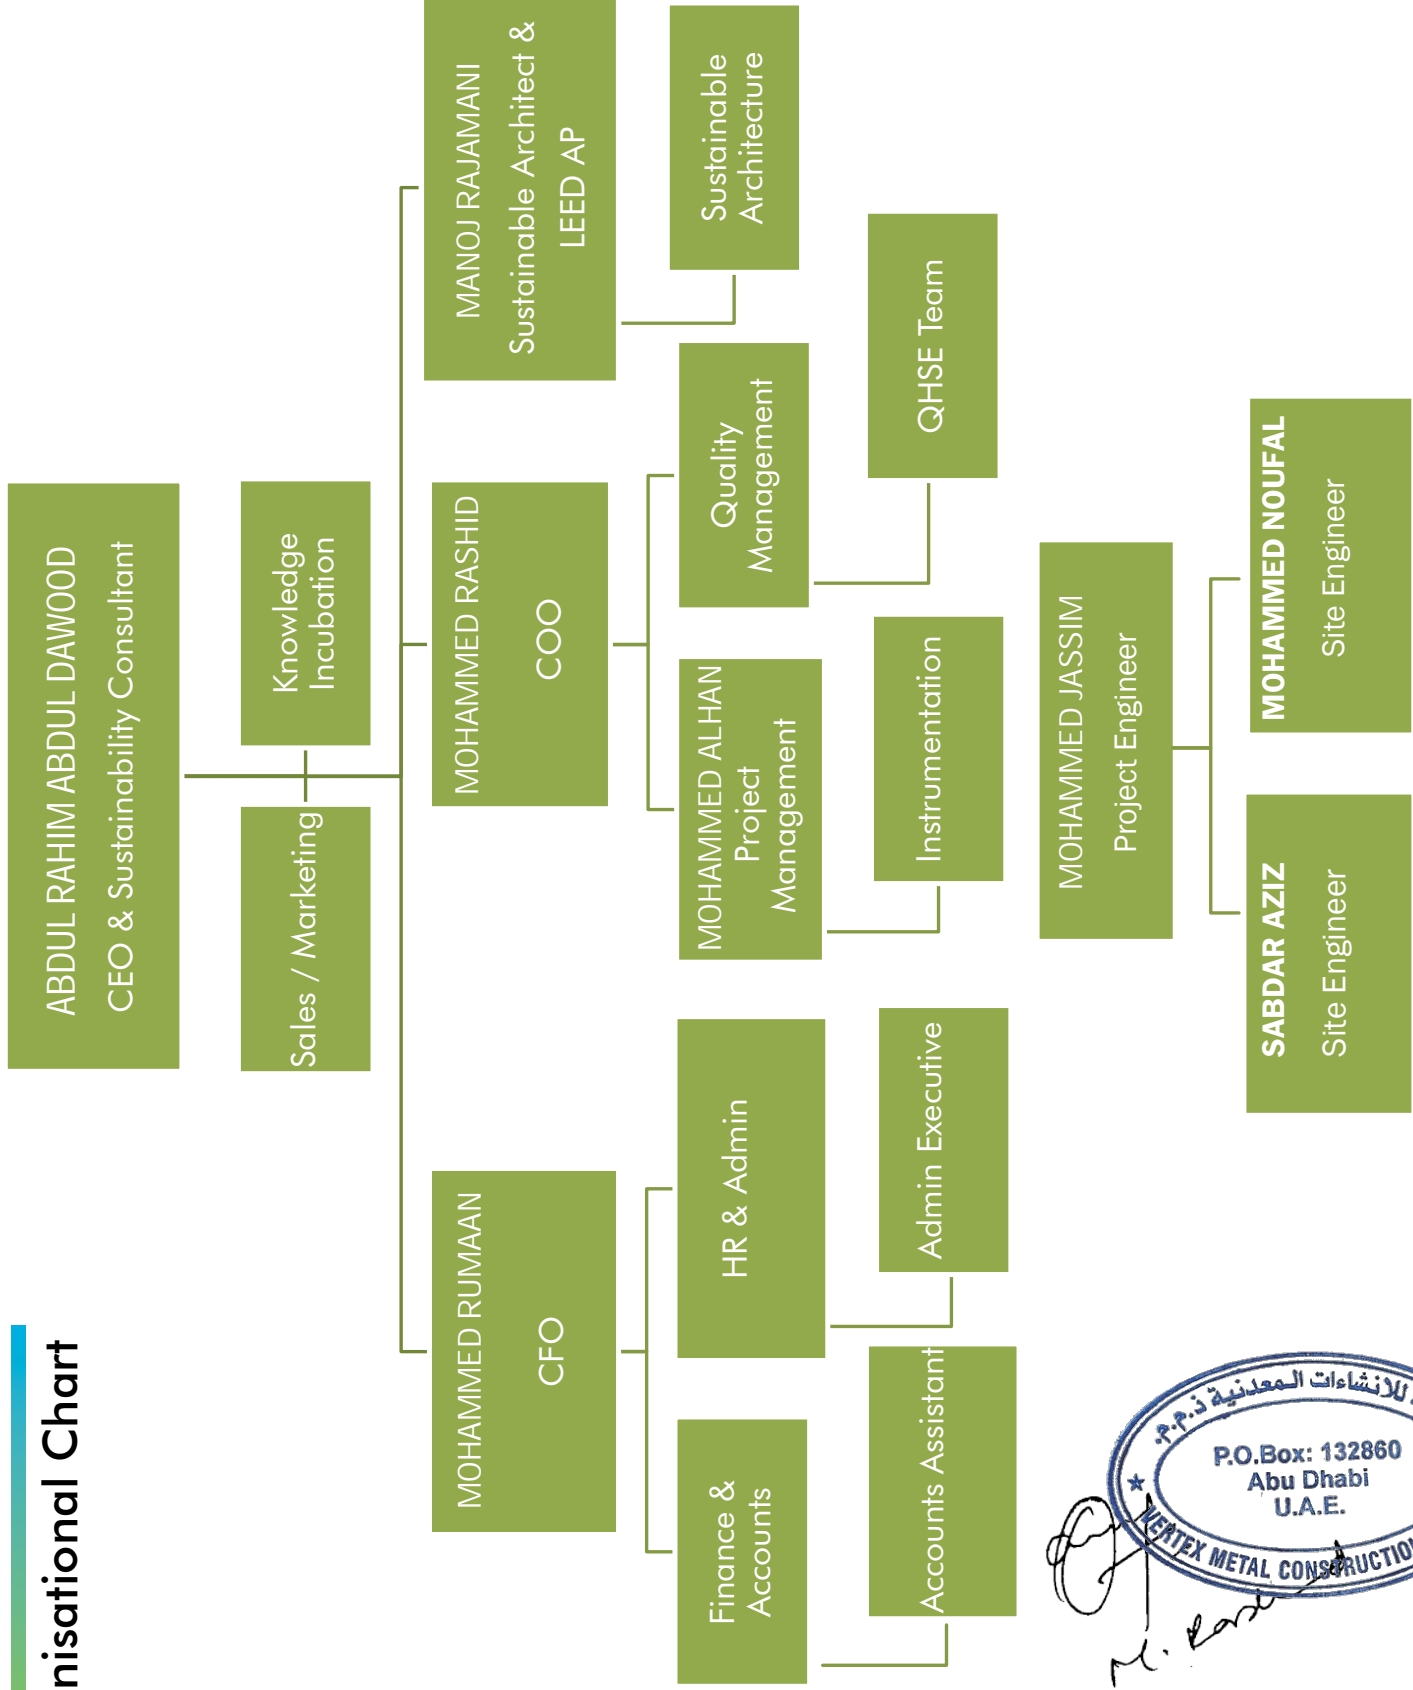 nisational Chart
ABDUL RAHIM ABDUL DAWOOD
CEO & Sustainability Consultant
Sales / Marketing
Knowledge
Incubation
MOHAMMED RUMAAN
CFO
MOHAMMED RASHID
COO
MANOJ RAJAMANI
Sustainable Architect &
LEED AP
Finance &
Accounts
HR & Admin
MOHAMMED ALHAN
Project
Management
Quality
Management
Sustainable
Architecture
Accounts Assistant
Admin Executive
Instrumentation
QHSE Team
MOHAMMED JASSIM
Project Engineer
SABDAR AZIZ
Site Engineer
MOHAMMED NOUFAL
Site Engineer
للانشاءات المعدنية ذ.م.م.
P.O.Box: 132860
Abu Dhabi
U.A.E.
VERTEX METAL CONSTRUCTION